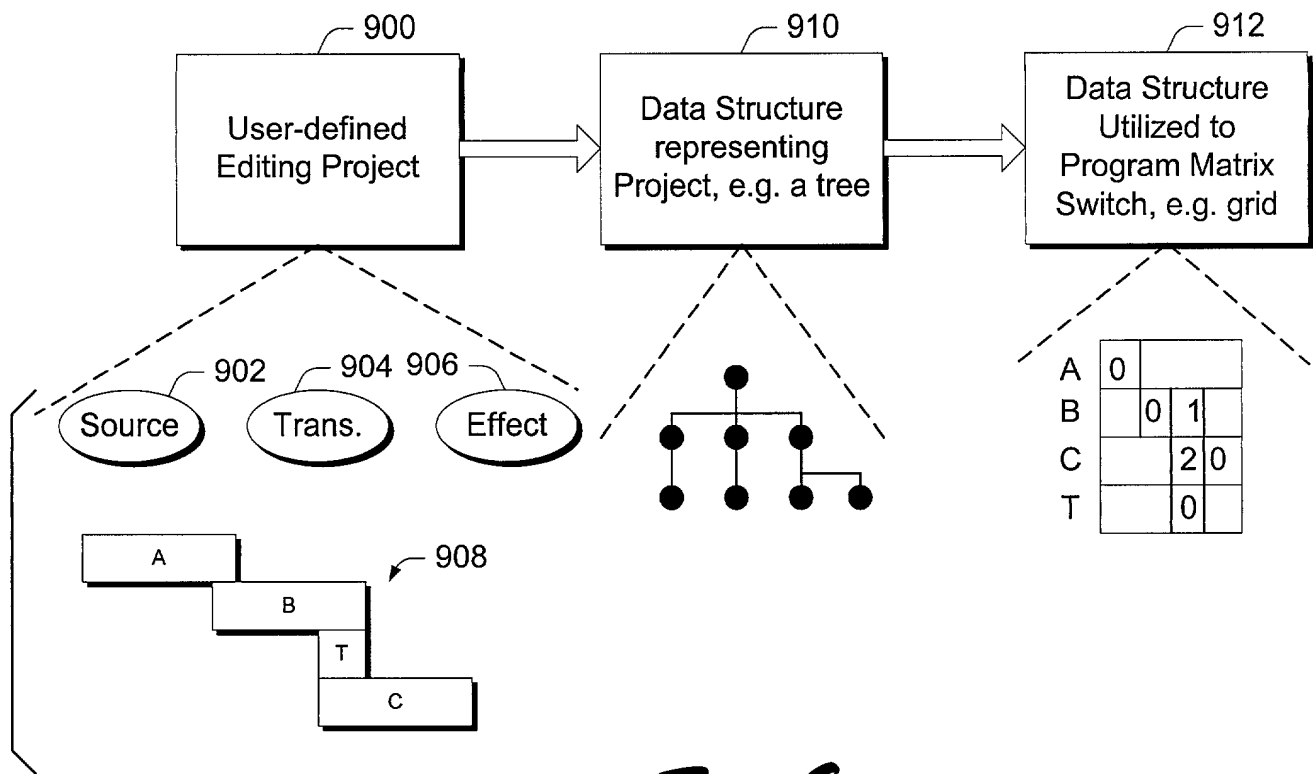 900
910
912
User-defined
Editing Project
Data Structure
representing
Project, e.g. a tree
Data Structure
Utilized to
Program Matrix
Switch, e.g. grid
902
904
906
Source
Trans.
Effect
A
B
T
C
908
A 0
B 0 1
C 2 0
T 0